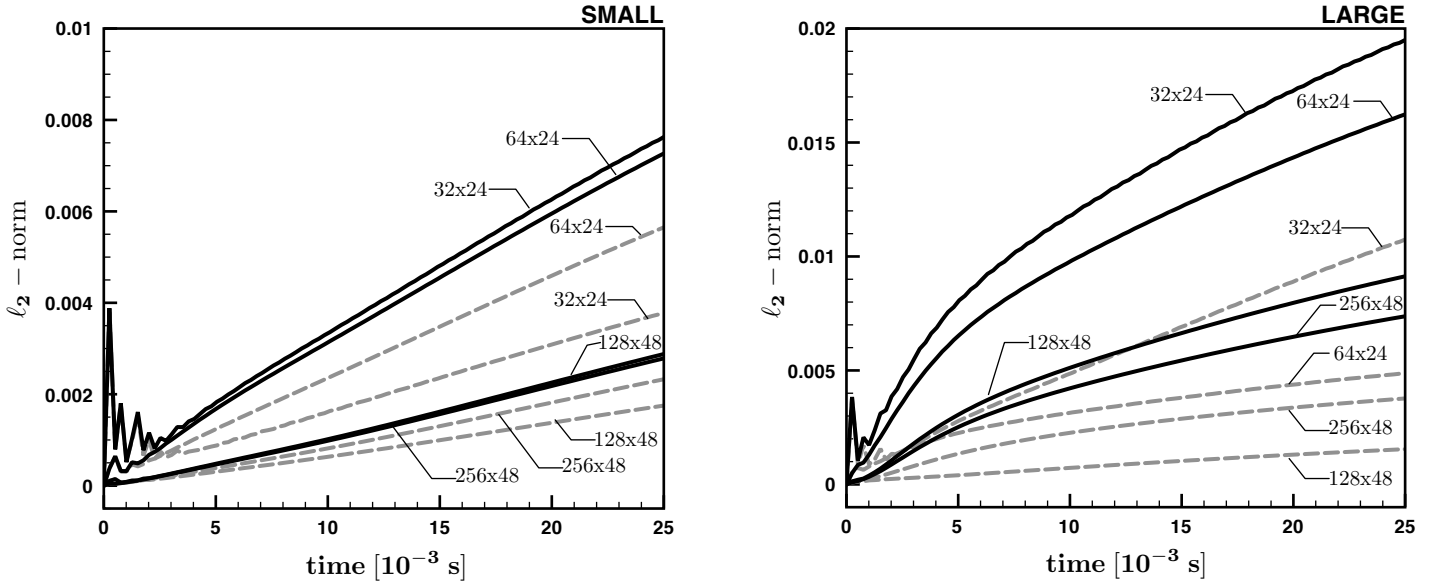 SMALL
0.01
0.008
0.006
0.004
0.002
0
ℓ₂ − norm
64x24
32x24
64x24
32x24
128x48
128x48
256x48
256x48
0 5 10 15 20 25
time [10⁻³ s]
LARGE
0.02
0.015
0.01
0.005
0
ℓ₂ − norm
32x24
64x24
32x24
256x48
128x48
64x24
256x48
128x48
0 5 10 15 20 25
time [10⁻³ s]